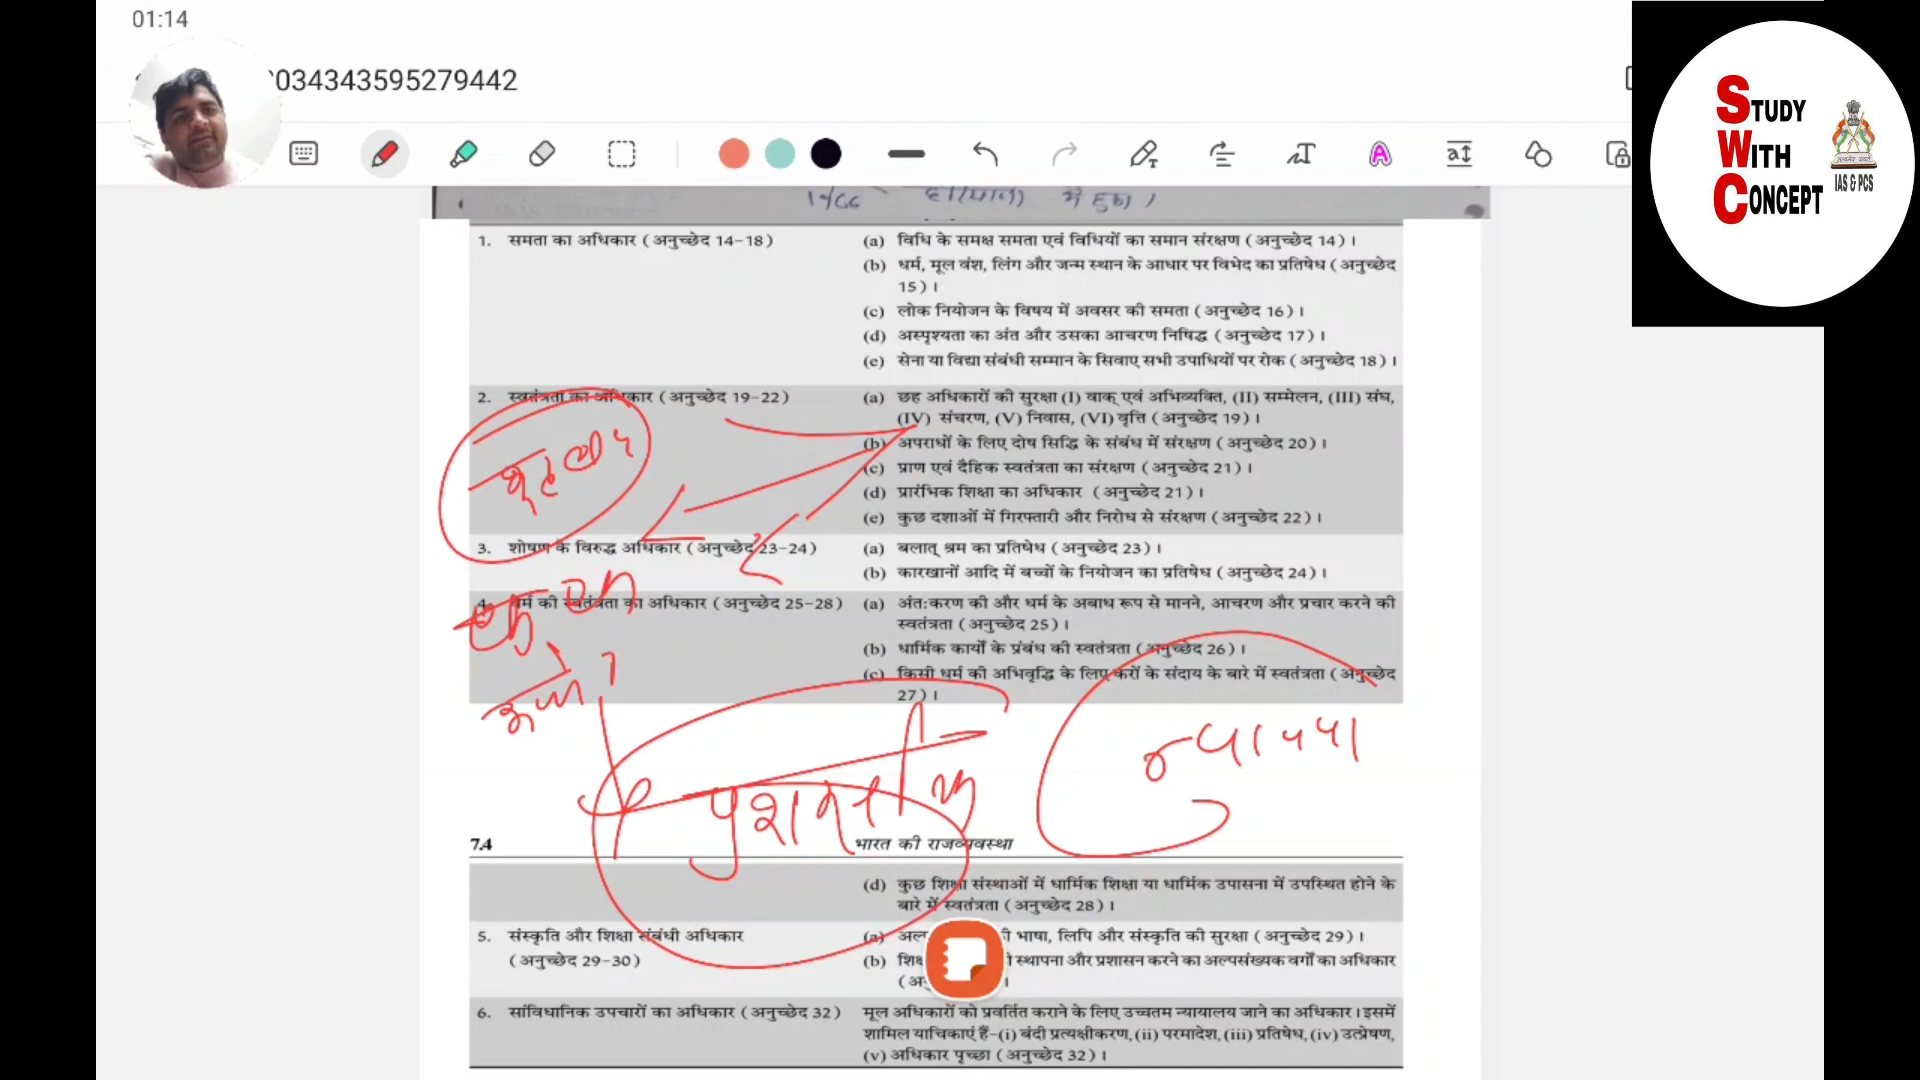 01:14
034343595279442
STUDY
WITH
CONCEPT
IAS & PCS
1. समता का अधिकार (अनुच्छेद 14-18)
(a) विधि के समक्ष समता एवं विधियों का समान संरक्षण (अनुच्छेद 14)।
(b) धर्म, मूल वंश, लिंग और जन्म स्थान के आधार पर विभेद का प्रतिषेध (अनुच्छेद
15)।
(c) लोक नियोजन के विषय में अवसर की समता (अनुच्छेद 16)।
(d) अस्पृश्यता का अंत और उसका आचरण निषिद्ध (अनुच्छेद 17)।
(e) सेना या विद्या संबंधी सम्मान के सिवाए सभी उपाधियों पर रोक (अनुच्छेद 18)।
2. स्वतंत्रता का अधिकार (अनुच्छेद 19-22)
(a) छह अधिकारों की सुरक्षा (I) वाक् एवं अभिव्यक्ति, (II) सम्मेलन, (III) संघ,
(IV) संचरण, (V) निवास, (VI) वृत्ति (अनुच्छेद 19)।
(b) अपराधों के लिए दोष सिद्धि के संबंध में संरक्षण (अनुच्छेद 20)।
(c) प्राण एवं दैहिक स्वतंत्रता का संरक्षण (अनुच्छेद 21)।
(d) प्रारंभिक शिक्षा का अधिकार (अनुच्छेद 21)।
(e) कुछ दशाओं में गिरफ्तारी और निरोध से संरक्षण (अनुच्छेद 22)।
3. शोषण के विरुद्ध अधिकार (अनुच्छेद 23-24)
(a) बलात् श्रम का प्रतिषेध (अनुच्छेद 23)।
(b) कारखानों आदि में बच्चों के नियोजन का प्रतिषेध (अनुच्छेद 24)।
4. धर्म की स्वतंत्रता का अधिकार (अनुच्छेद 25-28)
(a) अंत:करण की और धर्म के अबाध रूप से मानने, आचरण और प्रचार करने की
स्वतंत्रता (अनुच्छेद 25)।
(b) धार्मिक कार्यों के प्रंबंध की स्वतंत्रता (अनुच्छेद 26)।
(c) किसी धर्म की अभिवृद्धि के लिए करों के संदाय के बारे में स्वतंत्रता (अनुच्छेद
27)।
7.4 भारत की राजव्यवस्था
(d) कुछ शिक्षा संस्थाओं में धार्मिक शिक्षा या धार्मिक उपासना में उपस्थित होने के
बारे में स्वतंत्रता (अनुच्छेद 28)।
5. संस्कृति और शिक्षा संबंधी अधिकार
(अनुच्छेद 29-30)
(a) भाषा, लिपि और संस्कृति की सुरक्षा (अनुच्छेद 29)।
(b) स्थापना और प्रशासन करने का अल्पसंख्यक वर्गों का अधिकार
6. सांविधानिक उपचारों का अधिकार (अनुच्छेद 32)
मूल अधिकारों को प्रवर्तित कराने के लिए उच्चतम न्यायालय जाने का अधिकार। इसमें
शामिल याचिकाएं हैं-(i) बंदी प्रत्यक्षीकरण, (ii) परमादेश, (iii) प्रतिषेध, (iv) उत्प्रेषण,
(v) अधिकार पृच्छा (अनुच्छेद 32)।